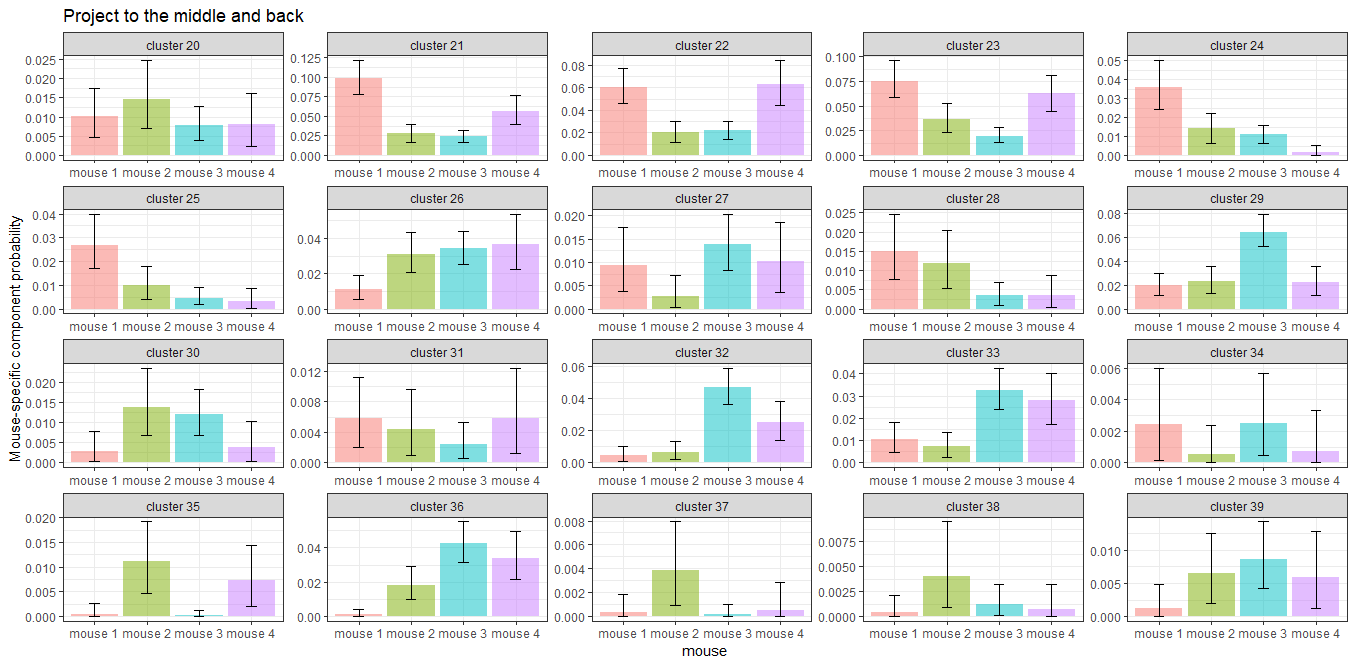 Project to the middle and back
Mouse-specific component probability
cluster 20
0.025
0.020
0.015
0.010
0.005
0.000
mouse 1 mouse 2 mouse 3 mouse 4
cluster 21
0.125
0.100
0.075
0.050
0.025
0.000
mouse 1 mouse 2 mouse 3 mouse 4
cluster 22
0.08
0.06
0.04
0.02
0.00
mouse 1 mouse 2 mouse 3 mouse 4
cluster 23
0.100
0.075
0.050
0.025
0.000
mouse 1 mouse 2 mouse 3 mouse 4
cluster 24
0.05
0.04
0.03
0.02
0.01
0.00
mouse 1 mouse 2 mouse 3 mouse 4
cluster 25
0.04
0.03
0.02
0.01
0.00
mouse 1 mouse 2 mouse 3 mouse 4
cluster 26
0.04
0.02
0.00
mouse 1 mouse 2 mouse 3 mouse 4
cluster 27
0.020
0.015
0.010
0.005
0.000
mouse 1 mouse 2 mouse 3 mouse 4
cluster 28
0.025
0.020
0.015
0.010
0.005
0.000
mouse 1 mouse 2 mouse 3 mouse 4
cluster 29
0.08
0.06
0.04
0.02
0.00
mouse 1 mouse 2 mouse 3 mouse 4
cluster 30
0.020
0.015
0.010
0.005
0.000
mouse 1 mouse 2 mouse 3 mouse 4
cluster 31
0.012
0.008
0.004
0.000
mouse 1 mouse 2 mouse 3 mouse 4
cluster 32
0.06
0.04
0.02
0.00
mouse 1 mouse 2 mouse 3 mouse 4
cluster 33
0.04
0.03
0.02
0.01
0.00
mouse 1 mouse 2 mouse 3 mouse 4
cluster 34
0.006
0.004
0.002
0.000
mouse 1 mouse 2 mouse 3 mouse 4
cluster 35
0.020
0.015
0.010
0.005
0.000
mouse 1 mouse 2 mouse 3 mouse 4
cluster 36
0.04
0.02
0.00
mouse 1 mouse 2 mouse 3 mouse 4
cluster 37
0.008
0.006
0.004
0.002
0.000
mouse 1 mouse 2 mouse 3 mouse 4
cluster 38
0.0075
0.0050
0.0025
0.0000
mouse 1 mouse 2 mouse 3 mouse 4
cluster 39
0.010
0.005
0.000
mouse 1 mouse 2 mouse 3 mouse 4
mouse